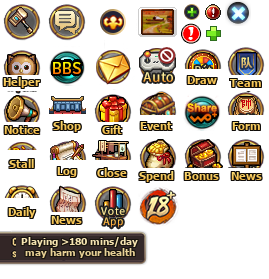 Helper
BBS
Auto
Draw
Team
Notice
Shop
Gift
Event
Share
Form
Stall
Log
Close
Spend
Bonus
News
Daily
News
Vote
App
18+
Playing >180 mins/day
may harm your health